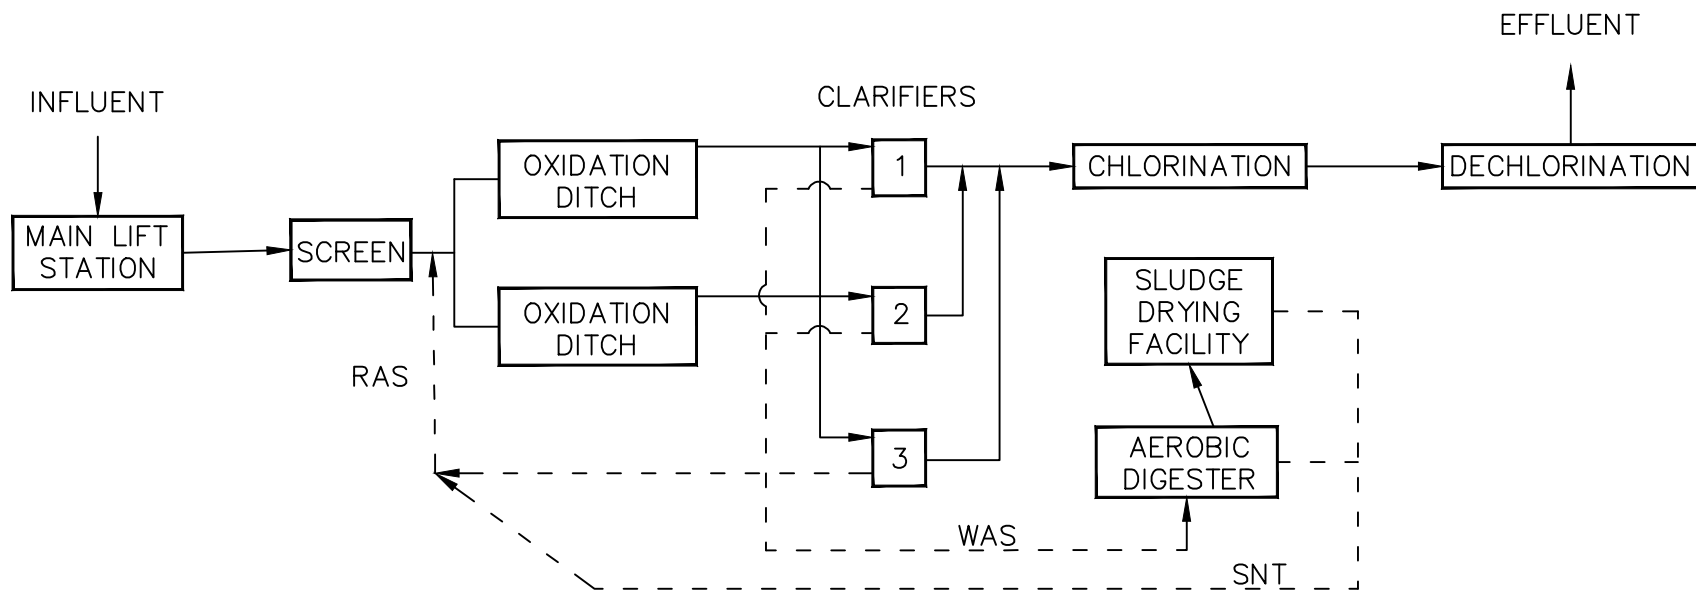 EFFLUENT
INFLUENT
CLARIFIERS
OXIDATION
DITCH
1
CHLORINATION
DECHLORINATION
MAIN LIFT
STATION
SCREEN
OXIDATION
DITCH
2
SLUDGE
DRYING
FACILITY
RAS
3
AEROBIC
DIGESTER
WAS
SNT